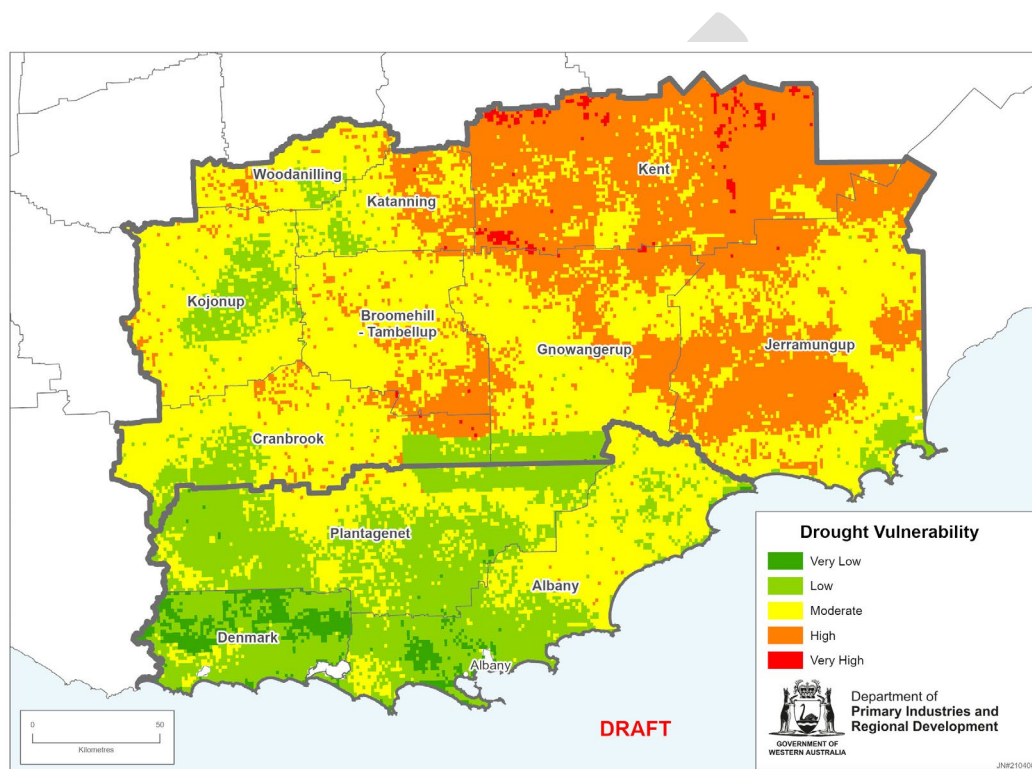 Woodanilling
Kent
Katanning
Kojonup
Broomehill
- Tambellup
Gnowangerup
Jerramungup
Cranbrook
Plantagenet
Albany
Denmark
Albany
Drought Vulnerability
Very Low
Low
Moderate
High
Very High
Department of
Primary Industries and
Regional Development
GOVERNMENT OF
WESTERN AUSTRALIA
0 50
Kilometres
DRAFT